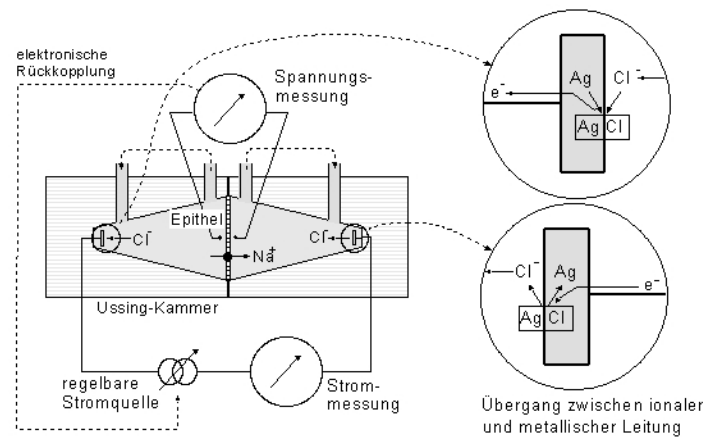 elektronische
Rückkopplung
Spannungs-
messung
Epithel
Cl⁻
Cl⁻
Na⁺
Ussing-Kammer
regelbare
Stromquelle
Strom-
messung
Ag
Cl⁻
e⁻
Ag Cl
Cl⁻
Ag
e⁻
Ag Cl
Übergang zwischen ionaler
und metallischer Leitung